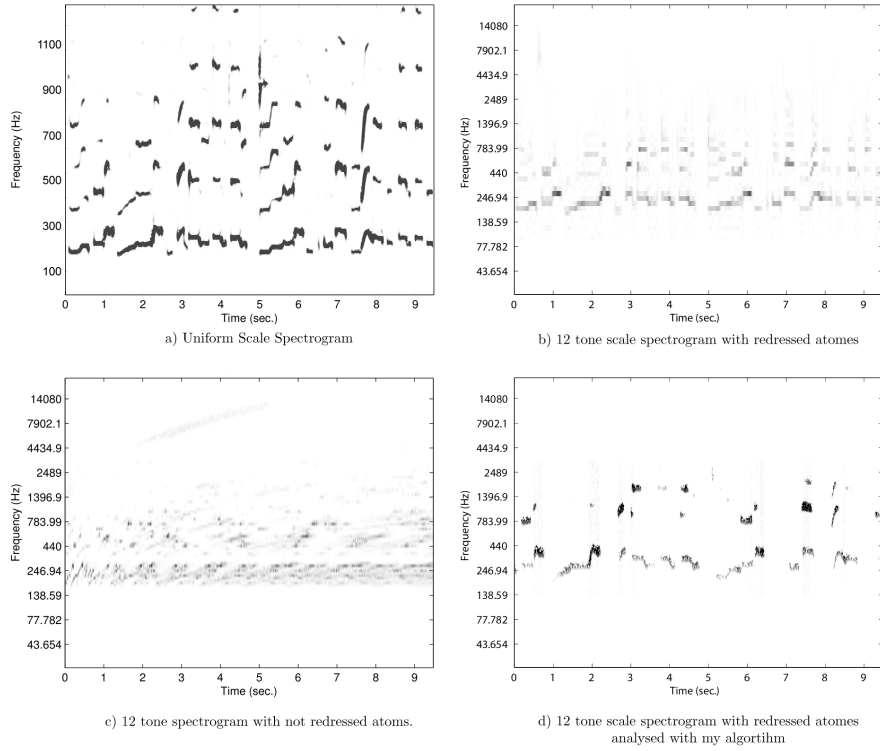 1100
900
700
500
300
100
Frequency (Hz)
0 1 2 3 4 5 6 7 8 9
Time (sec.)
a) Uniform Scale Spectrogram
14080
7902.1
4434.9
2489
1396.9
783.99
440
246.94
138.59
77.782
43.654
Frequency (Hz)
0 1 2 3 4 5 6 7 8 9
Time (sec.)
b) 12 tone scale spectrogram with redressed atomes
14080
7902.1
4434.9
2489
1396.9
783.99
440
246.94
138.59
77.782
43.654
Frequency (Hz)
0 1 2 3 4 5 6 7 8 9
Time (sec.)
c) 12 tone spectrogram with not redressed atoms.
14080
7902.1
4434.9
2489
1396.9
783.99
440
246.94
138.59
77.782
43.654
Frequency (Hz)
0 1 2 3 4 5 6 7 8 9
Time (sec.)
d) 12 tone scale spectrogram with redressed atomes
analysed with my algortihm